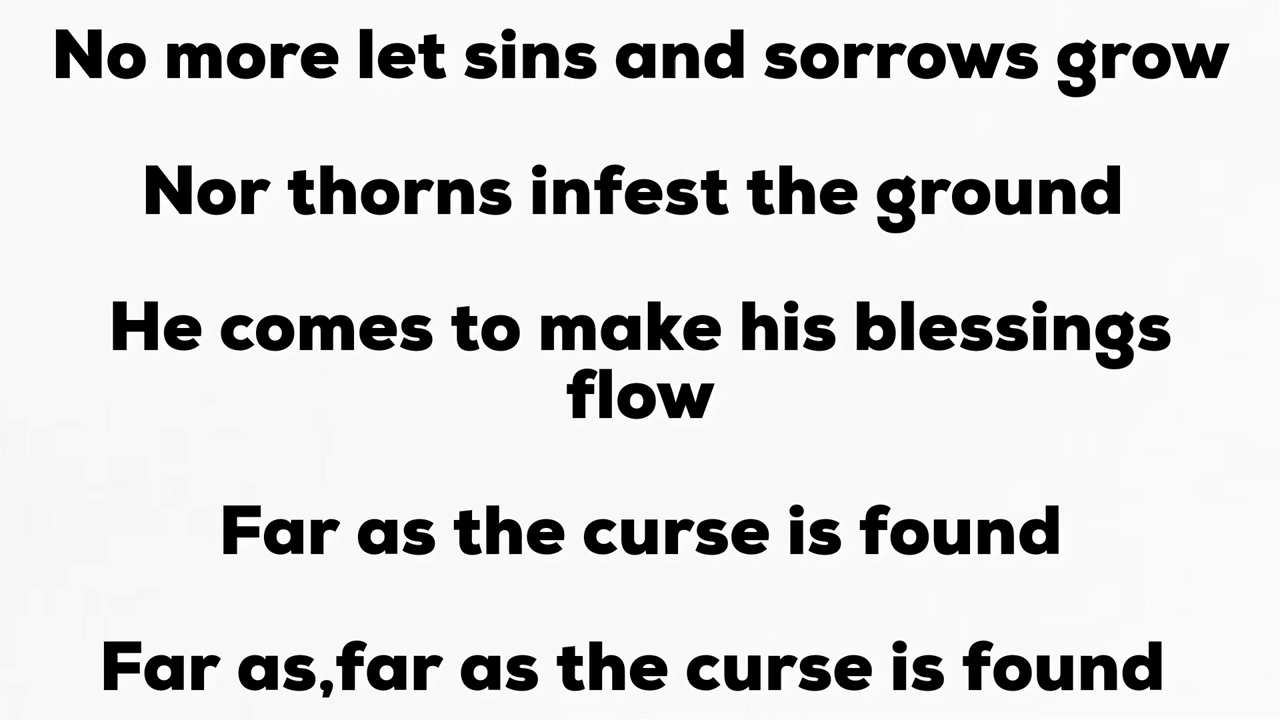 No more let sins and sorrows grow
Nor thorns infest the ground
He comes to make his blessings
flow
Far as the curse is found
Far as,far as the curse is found